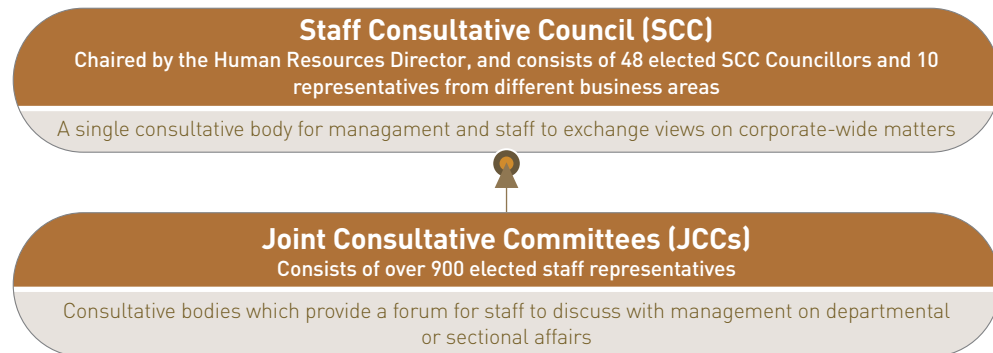 Staff Consultative Council (SCC)
Chaired by the Human Resources Director, and consists of 48 elected SCC Councillors and 10
representatives from different business areas
A single consultative body for managament and staff to exchange views on corporate-wide matters
Joint Consultative Committees (JCCs)
Consists of over 900 elected staff representatives
Consultative bodies which provide a forum for staff to discuss with management on departmental
or sectional affairs